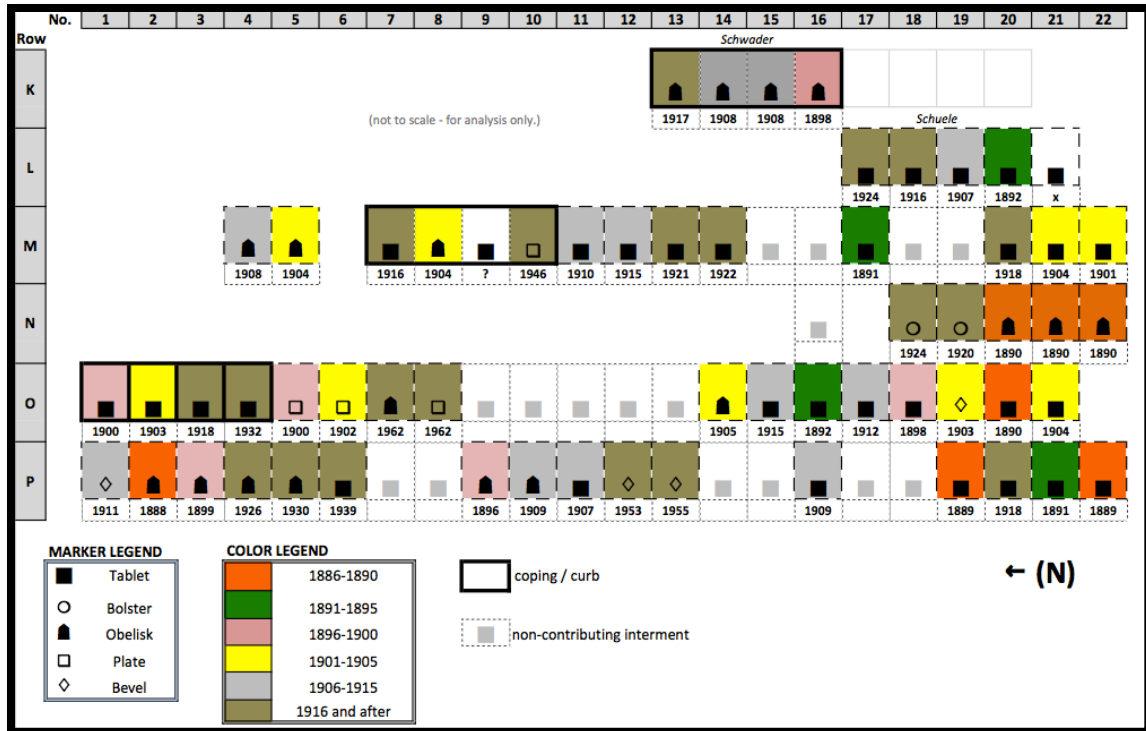 No. 1 2 3 4 5 6 7 8 9 10 11 12 13 14 15 16 17 18 19 20 21 22
Row
Schwader
K
1917 1908 1908 1898
(not to scale - for analysis only.)
Schuele
L
1924 1916 1907 1892 x
M
1908 1904 1916 1904 ? 1946 1910 1915 1921 1922 1891 1918 1904 1901
N
1924 1920 1890 1890 1890
O
1900 1903 1918 1932 1900 1902 1962 1962 1905 1915 1892 1912 1898 1903 1890 1904
P
1911 1888 1899 1926 1930 1939 1896 1909 1907 1953 1955 1909 1889 1918 1891 1889
MARKER LEGEND
Tablet
Bolster
Obelisk
Plate
Bevel
COLOR LEGEND
1886-1890
1891-1895
1896-1900
1901-1905
1906-1915
1916 and after
coping / curb
non-contributing interment
← (N)